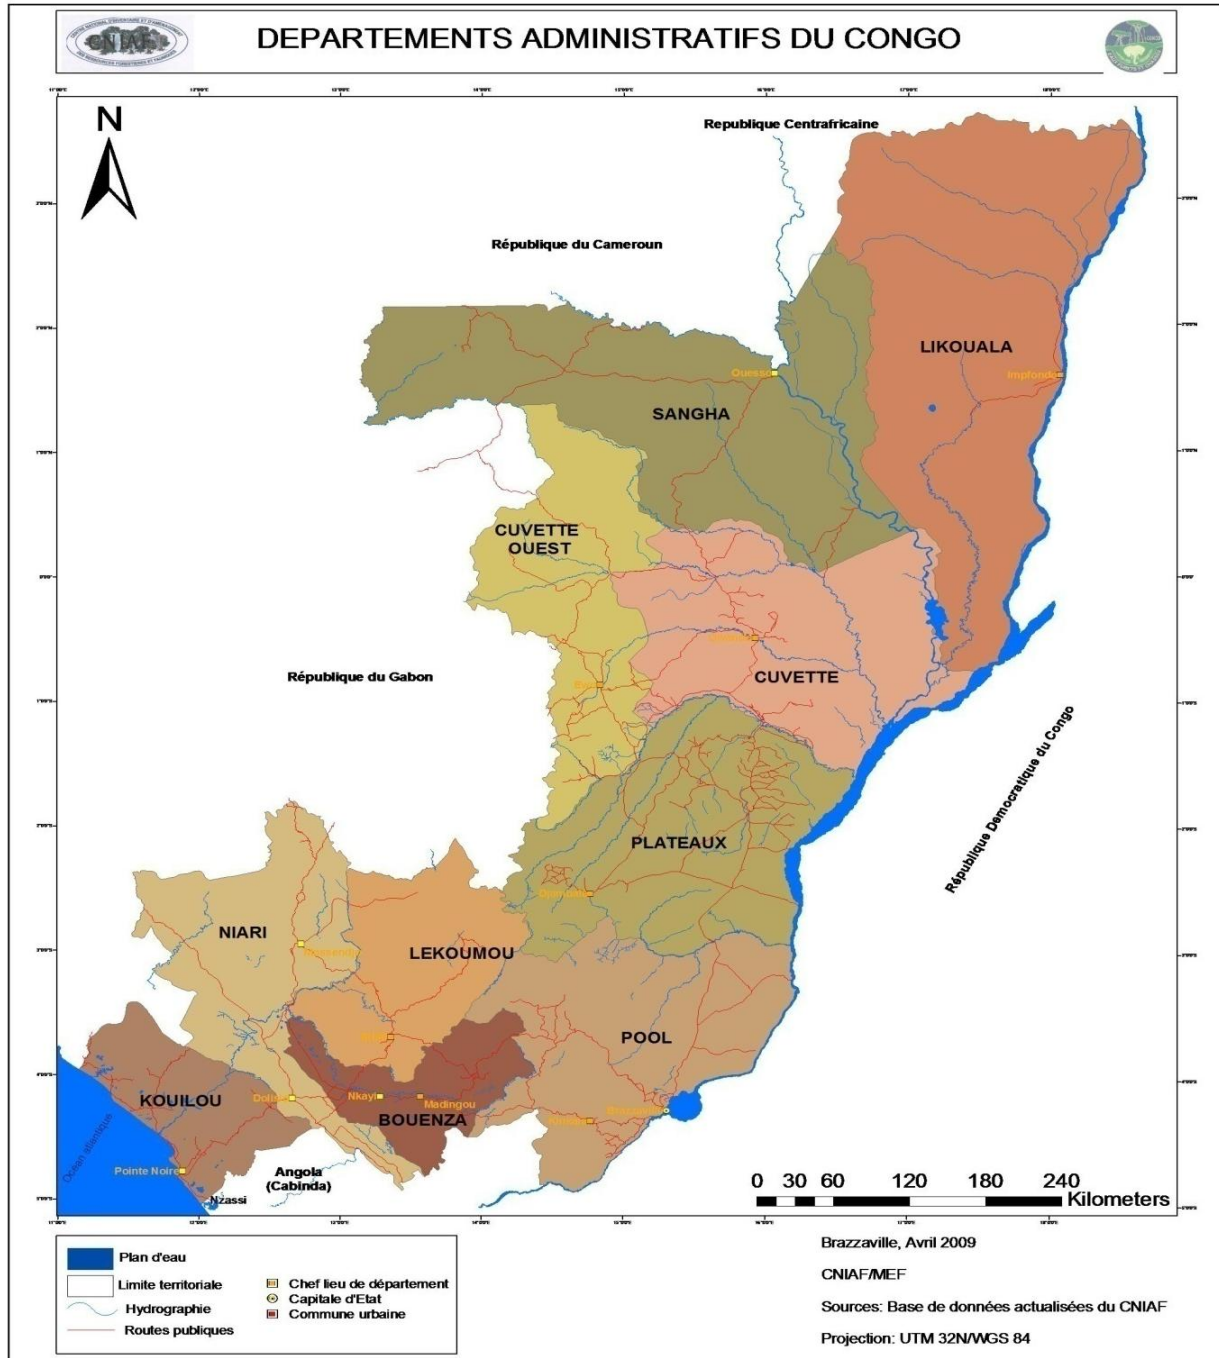 CNIAF
DEPARTEMENTS ADMINISTRATIFS DU CONGO
N
Republique Centrafricaine
République du Cameroun
LIKOUALA
Ouesso
Impfondo
SANGHA
CUVETTE
OUEST
CUVETTE
République du Gabon
République Democratique du Congo
PLATEAUX
NIARI
LEKOUMOU
POOL
KOUILOU
Nkayi
Madingou
BOUENZA
Océan atlantique
Pointe Noire
Angola
(Cabinda)
Nzassi
0 30 60 120 180 240
Kilometers
Plan d'eau
Limite territoriale
Hydrographie
Routes publiques
Chef lieu de département
Capitale d'Etat
Commune urbaine
Brazzaville, Avril 2009
CNIAF/MEF
Sources: Base de données actualisées du CNIAF
Projection: UTM 32N/WGS 84